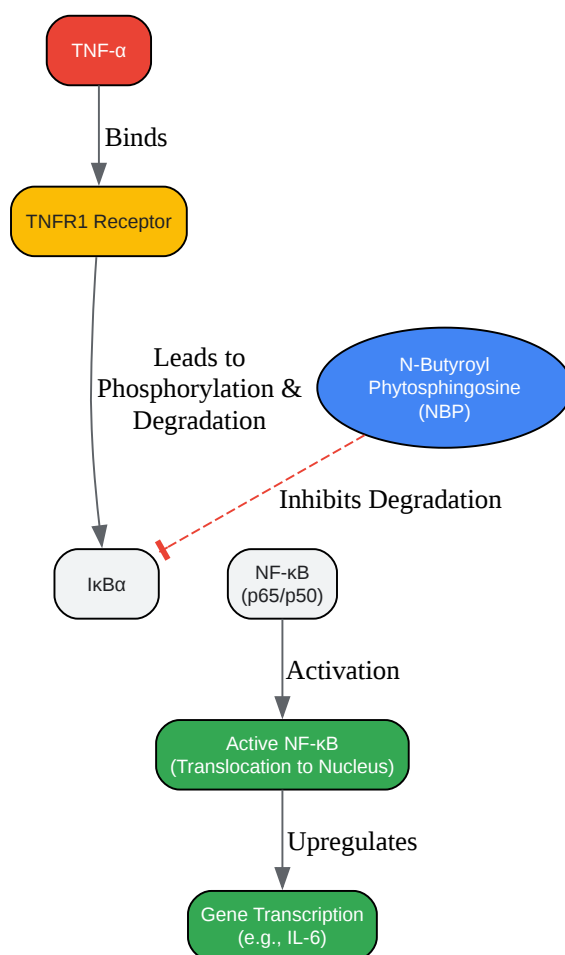 TNF-α
Binds
TNFR1 Receptor
Leads to
Phosphorylation &
Degradation
N-Butyroyl
Phytosphingosine
(NBP)
Inhibits Degradation
IκBα
NF-κB
(p65/p50)
Activation
Active NF-κB
(Translocation to Nucleus)
Upregulates
Gene Transcription
(e.g., IL-6)